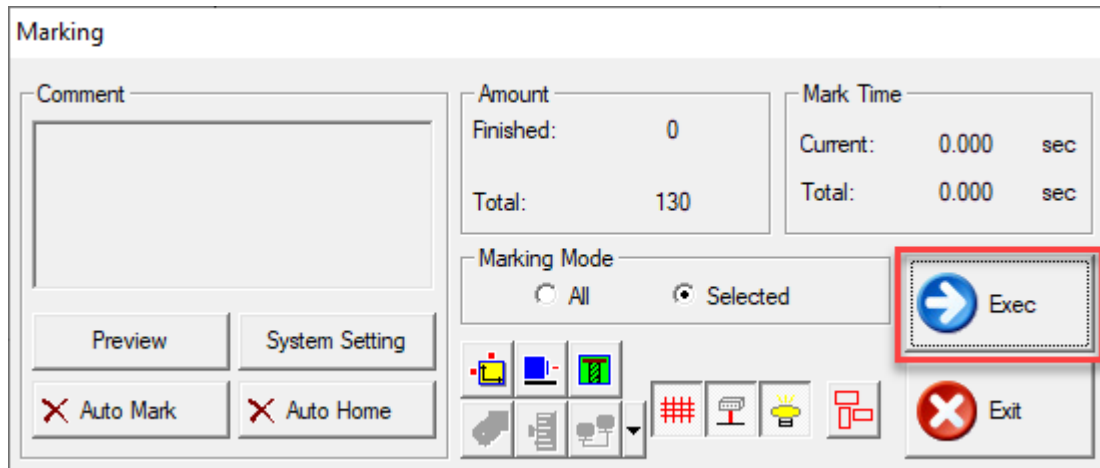 Marking
Comment
Preview
System Setting
Auto Mark
Auto Home
Amount
Finished: 0
Total: 130
Mark Time
Current: 0.000 sec
Total: 0.000 sec
Marking Mode
All
Selected
Exec
Exit